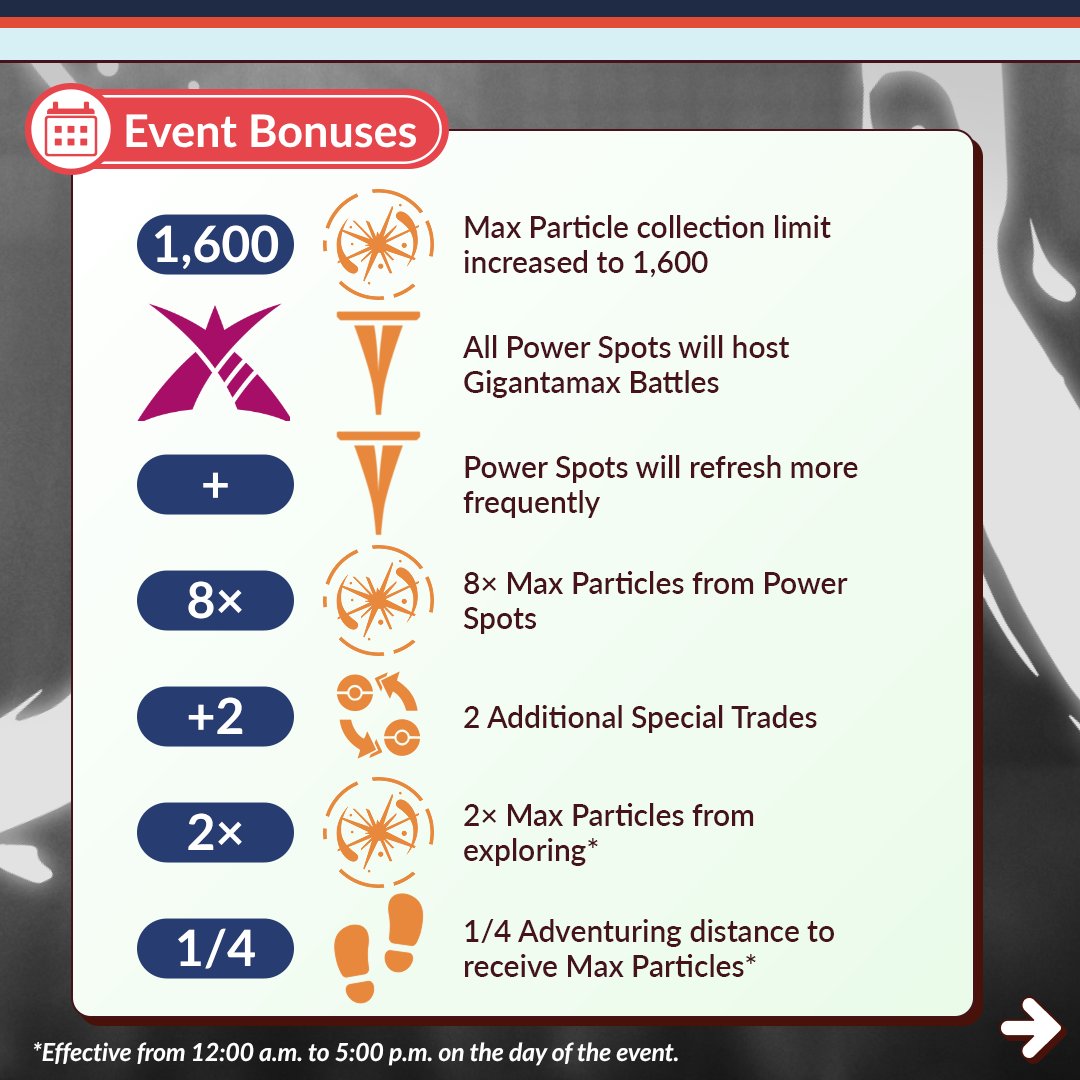 Event Bonuses
1,600
Max Particle collection limit
increased to 1,600
All Power Spots will host
Gigantamax Battles
+
Power Spots will refresh more
frequently
8×
8× Max Particles from Power
Spots
+2
2 Additional Special Trades
2×
2× Max Particles from
exploring*
1/4
1/4 Adventuring distance to
receive Max Particles*
*Effective from 12:00 a.m. to 5:00 p.m. on the day of the event.